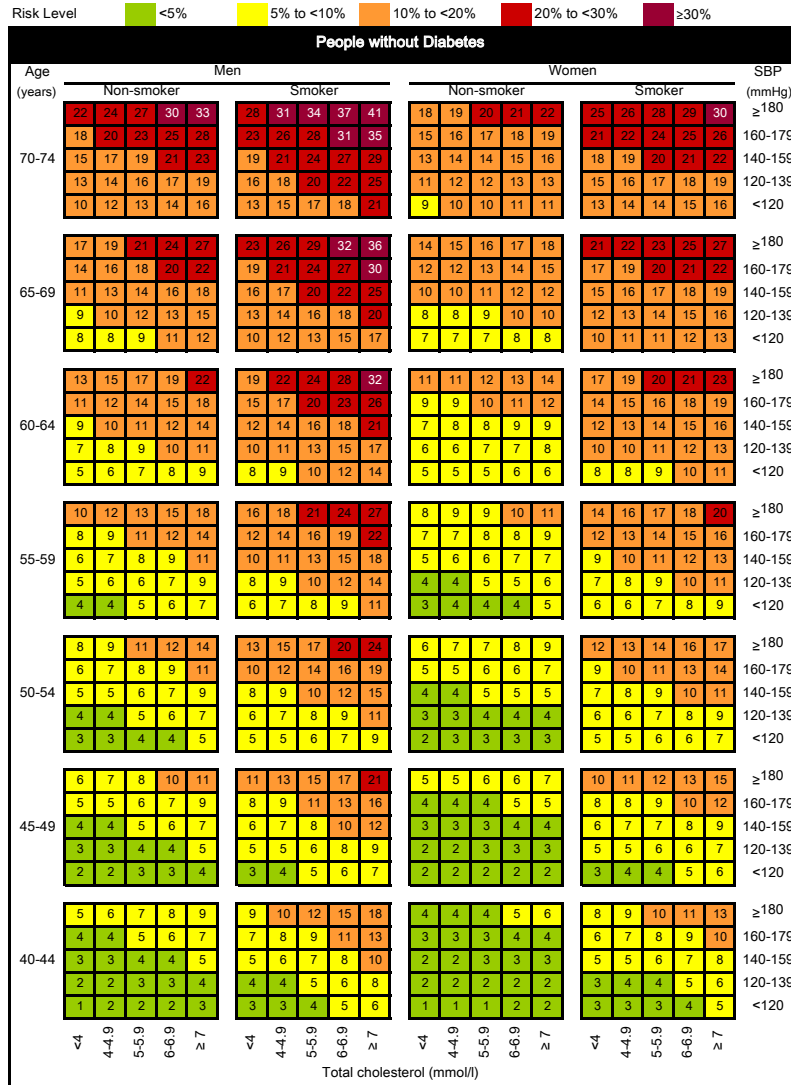 Risk Level <5% 5% to <10% 10% to <20% 20% to <30% ≥30%
People without Diabetes
Age Men Women SBP
(years) Non-smoker Smoker Non-smoker Smoker (mmHg)
22 24 27 30 33 28 31 34 37 41 18 19 20 21 22 25 26 28 29 30 ≥180
18 20 23 25 28 23 26 28 31 35 15 16 17 18 19 21 22 24 25 26 160-179
70-74 15 17 19 21 23 19 21 24 27 29 13 14 14 15 16 18 19 20 21 22 140-159
13 14 16 17 19 16 18 20 22 25 11 12 12 13 13 15 16 17 18 19 120-139
10 12 13 14 16 13 15 17 18 21 9 10 10 11 11 13 14 14 15 16 <120
17 19 21 24 27 23 26 29 32 36 14 15 16 17 18 21 22 23 25 27 ≥180
14 16 18 20 22 19 21 24 27 30 12 12 13 14 15 17 19 20 21 22 160-179
65-69 11 13 14 16 18 16 17 20 22 25 10 10 11 12 12 15 16 17 18 19 140-159
9 10 12 13 15 13 14 16 18 20 8 8 9 10 10 12 13 14 15 16 120-139
8 8 9 11 12 10 12 13 15 17 7 7 7 8 8 10 11 11 12 13 <120
13 15 17 19 22 19 22 24 28 32 11 11 12 13 14 17 19 20 21 23 ≥180
11 12 14 15 18 15 17 20 23 26 9 9 10 11 12 14 15 16 18 19 160-179
60-64 9 10 11 12 14 12 14 16 18 21 7 8 8 9 9 12 13 14 15 16 140-159
7 8 9 10 11 10 11 13 15 17 6 6 7 7 8 10 10 11 12 13 120-139
5 6 7 8 9 8 9 10 12 14 5 5 5 6 6 8 8 9 10 11 <120
10 12 13 15 18 16 18 21 24 27 8 9 9 10 11 14 16 17 18 20 ≥180
8 9 11 12 14 12 14 16 19 22 7 7 8 8 9 12 13 14 15 16 160-179
55-59 6 7 8 9 11 10 11 13 15 18 5 6 6 7 7 9 10 11 12 13 140-159
5 6 6 7 9 8 9 10 12 14 4 4 5 5 6 7 8 9 10 11 120-139
4 4 5 6 7 6 7 8 9 11 3 4 4 4 5 6 6 7 8 9 <120
8 9 11 12 14 13 15 17 20 24 6 7 7 8 9 12 13 14 16 17 ≥180
6 7 8 9 11 10 12 14 16 19 5 5 6 6 7 9 10 11 13 14 160-179
50-54 5 5 6 7 9 8 9 10 12 15 4 4 5 5 5 7 8 9 10 11 140-159
4 4 5 6 7 6 7 8 9 11 3 3 4 4 4 6 6 7 8 9 120-139
3 3 4 4 5 5 5 6 7 9 2 3 3 3 3 5 5 6 6 7 <120
6 7 8 10 11 11 13 15 17 21 5 5 6 6 7 10 11 12 13 15 ≥180
5 5 6 7 9 8 9 11 13 16 4 4 4 5 5 8 8 9 10 12 160-179
45-49 4 4 5 6 7 6 7 8 10 12 3 3 3 4 4 6 7 7 8 9 140-159
3 3 4 4 5 5 5 6 8 9 2 2 3 3 3 5 5 6 6 7 120-139
2 2 3 3 4 3 4 5 6 7 2 2 2 2 2 3 4 4 5 6 <120
5 6 7 8 9 9 10 12 15 18 4 4 4 5 6 8 9 10 11 13 ≥180
4 4 5 6 7 7 8 9 11 13 3 3 3 4 4 6 7 8 9 10 160-179
40-44 3 3 4 4 5 5 6 7 8 10 2 2 3 3 3 5 5 6 7 8 140-159
2 2 3 3 4 4 4 5 6 8 2 2 2 2 2 3 4 4 5 6 120-139
1 2 2 2 3 3 3 4 5 6 1 1 1 2 2 3 3 3 4 5 <120
<4 4-4.9 5-5.9 6-6.9 ≥ 7 <4 4-4.9 5-5.9 6-6.9 ≥ 7 <4 4-4.9 5-5.9 6-6.9 ≥ 7 <4 4-4.9 5-5.9 6-6.9 ≥ 7
Total cholesterol (mmol/l)